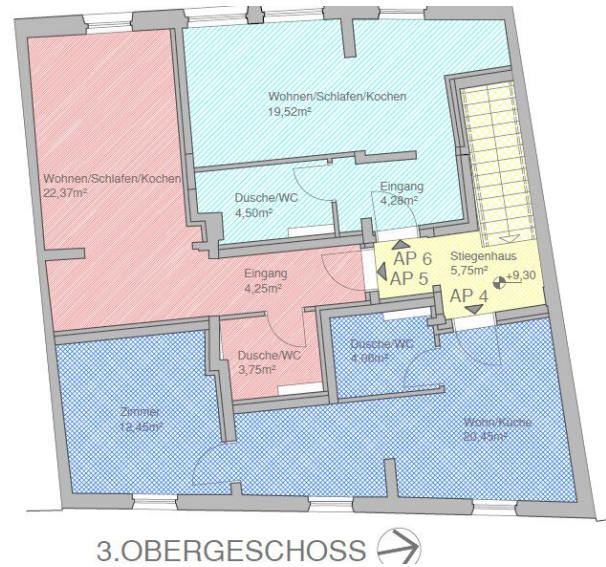 Wohnen/Schlafen/Kochen
19,52m²
Wohnen/Schlafen/Kochen
22,37m²
Dusche/WC
4,50m²
Eingang
4,28m²
Stiegenhaus
5,75m²
AP 6
AP 5
+9,30
AP 4
Eingang
4,25m²
Dusche/WC
3,75m²
Dusche/WC
4,06m²
Zimmer
12,45m²
Wohn/Küche
20,45m²
3.OBERGESCHOSS